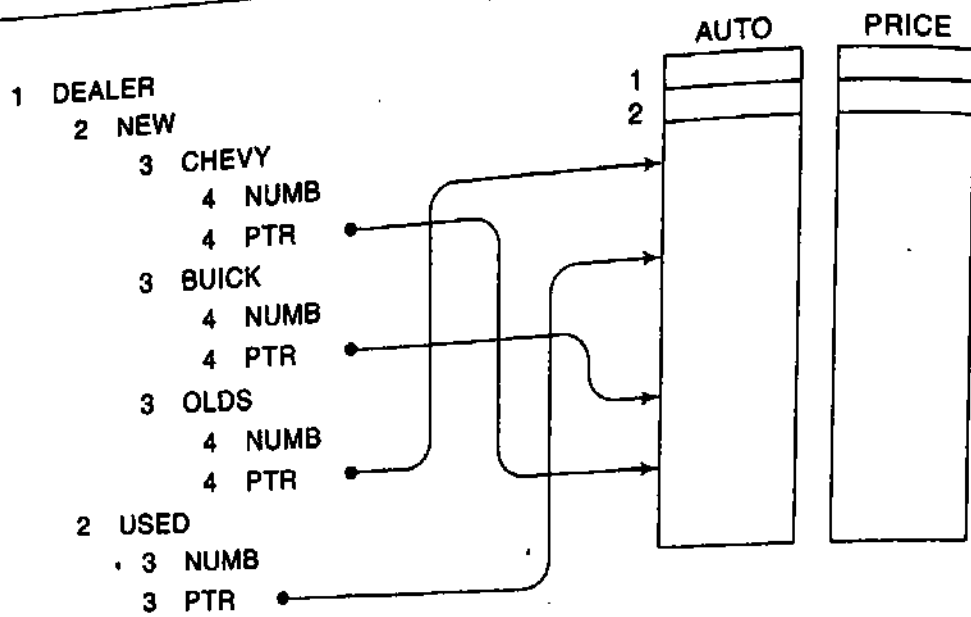 AUTO PRICE
1 DEALER
1
2 NEW
2
3 CHEVY
4 NUMB
4 PTR
3 BUICK
4 NUMB
4 PTR
3 OLDS
4 NUMB
4 PTR
2 USED
3 NUMB
3 PTR